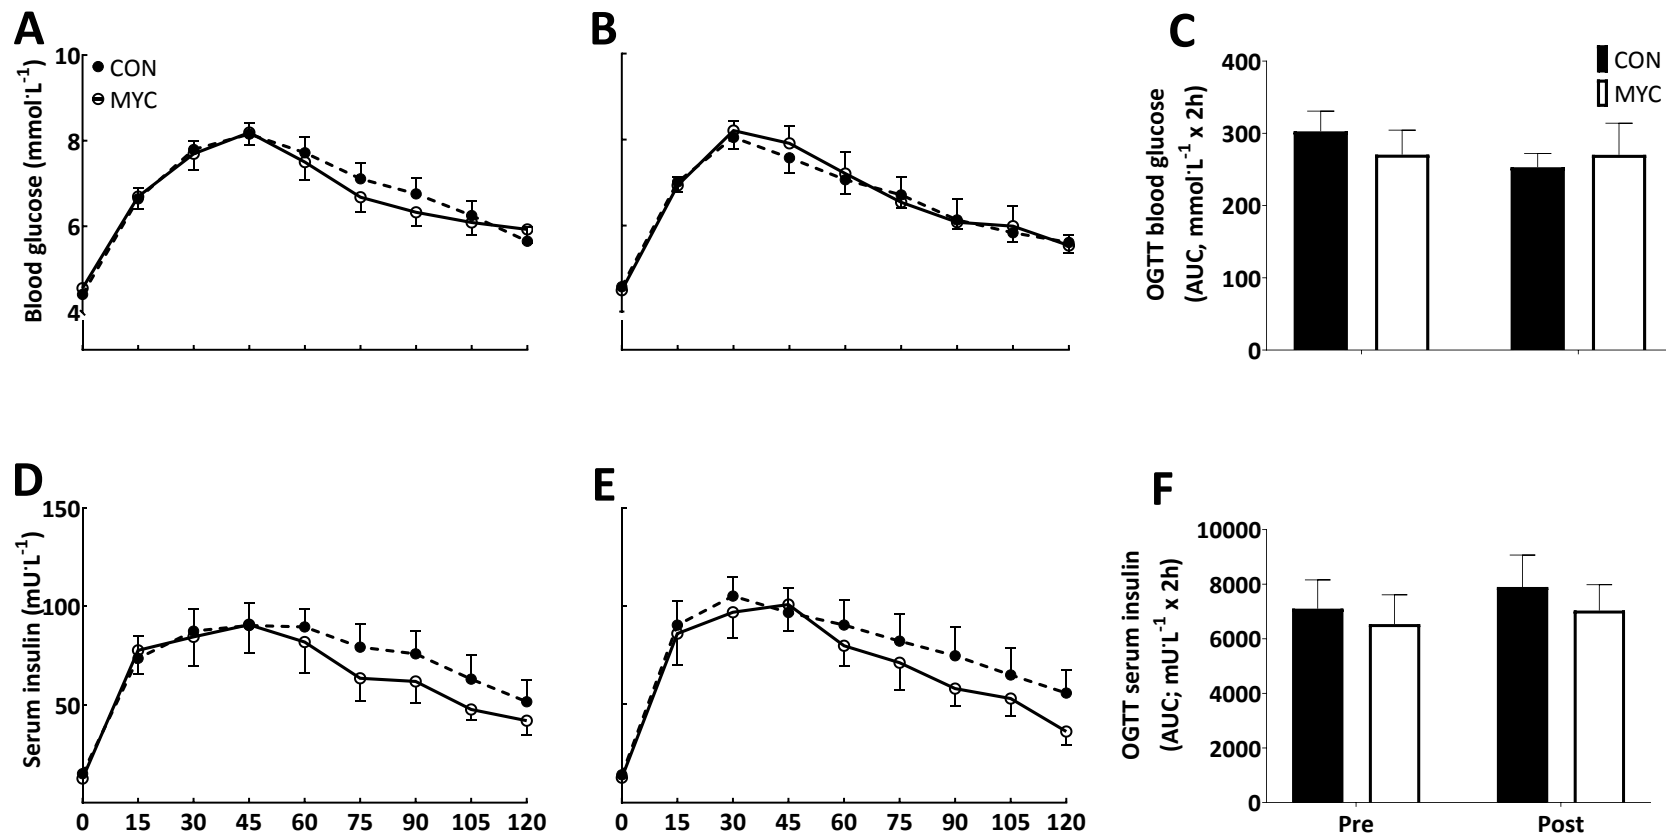 A
B
C
Blood glucose (mmol·L-1)
10
8
6
4
CON
MYC
OGTT blood glucose
(AUC, mmol·L-1 x 2h)
400
300
200
100
0
CON
MYC
D
E
F
Serum insulin (mU·L-1)
150
100
50
0 15 30 45 60 75 90 105 120
0 15 30 45 60 75 90 105 120
OGTT serum insulin
(AUC; mU·L-1 x 2h)
10000
8000
6000
4000
2000
0
Pre Post